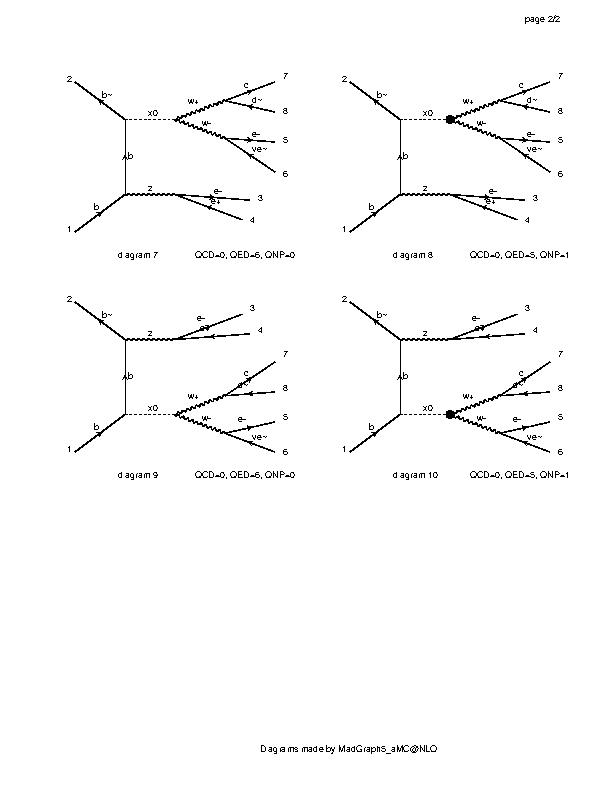 page 2/2
2
b~
x0
w+
c
7
d~
8
w-
e-
5
ve~
6
b
z
e-
3
e+
4
b
1
diagram 7
QCD=0, QED=6, QNP=0
2
b~
x0
w+
c
7
d~
8
w-
e-
5
ve~
6
b
z
e-
3
e+
4
b
1
diagram 8
QCD=0, QED=5, QNP=1
2
b~
z
e-
3
4
b
x0
w+
c
7
8
w-
e-
5
ve~
6
b
1
diagram 9
QCD=0, QED=6, QNP=0
2
b~
z
e-
3
4
b
x0
w+
c
7
8
w-
e-
5
ve~
6
b
1
diagram 10
QCD=0, QED=5, QNP=1
Diagrams made by MadGraph5_aMC@NLO